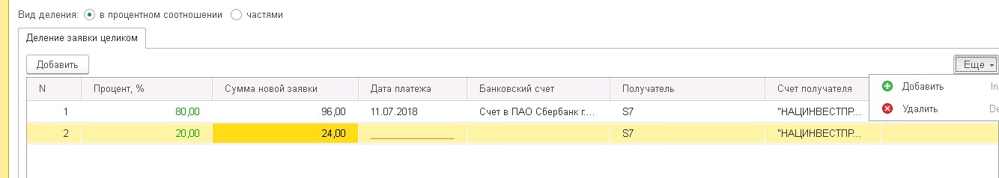 Вид деления: в процентном соотношении частями
Деление заявки целиком
Добавить Еще
N Процент, % Сумма новой заявки Дата платежа Банковский счет Получатель Счет получателя
Добавить In
1 80,00 96,00 11.07.2018 Счет в ПАО Сбербанк г.... S7 "НАЦИНВЕСТПР...
Удалить De
2 20,00 24,00 S7 "НАЦИНВЕСТПР...